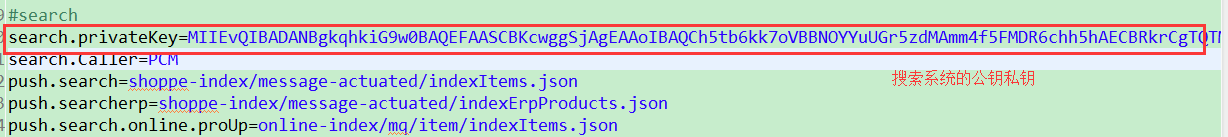 #search
search.privateKey=MIIEvQIBADANBgkqhkiG9w0BAQEFAASCBKcwggSjAgEAAoIBAQCh5tb6kk7oVBBNOYYuUGr5zdMAmm4f5FMDR6chh5hAECBRkrCgTQTM
search.Caller=PCM
push.search=shoppe-index/message-actuated/indexItems.json
搜索系统的公钥私钥
push.searcherp=shoppe-index/message-actuated/indexErpProducts.json
push.search.online.proUp=online-index/mq/item/indexItems.json